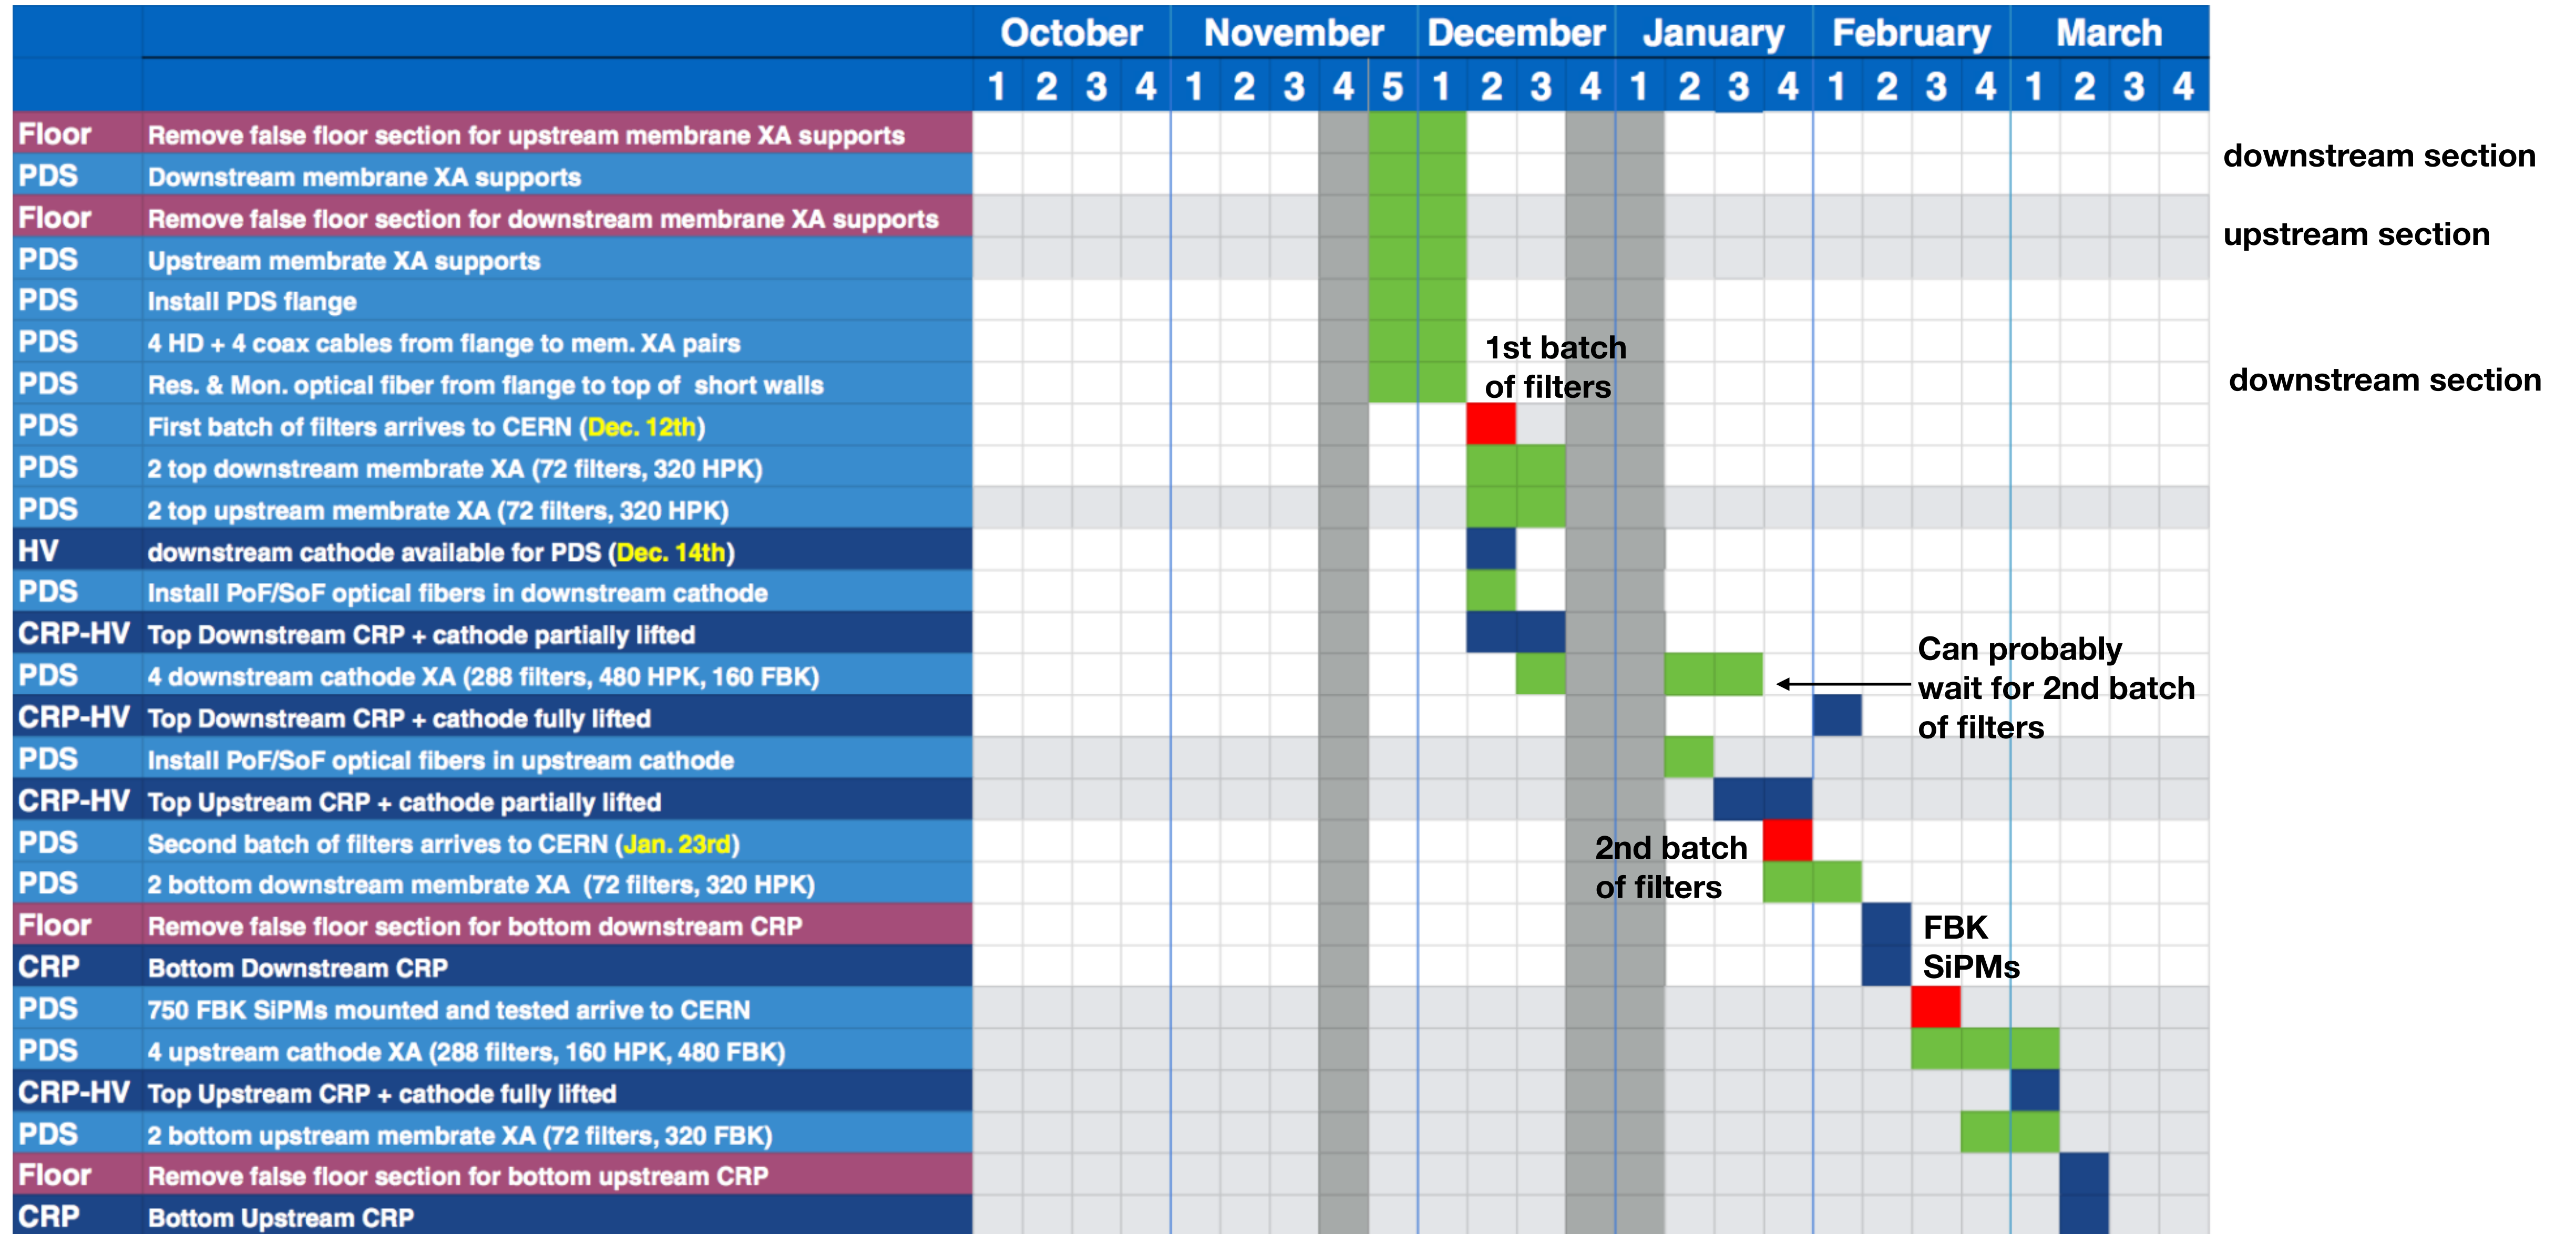 October November December January February March
1 2 3 4 1 2 3 4 5 1 2 3 4 1 2 3 4 1 2 3 4 1 2 3 4
Floor Remove false floor section for upstream membrane XA supports
downstream section
PDS Downstream membrane XA supports
Floor Remove false floor section for downstream membrane XA supports
upstream section
PDS Upstream membrate XA supports
PDS Install PDS flange
PDS 4 HD + 4 coax cables from flange to mem. XA pairs
1st batch
of filters
PDS Res. & Mon. optical fiber from flange to top of short walls
downstream section
PDS First batch of filters arrives to CERN (Dec. 12th)
PDS 2 top downstream membrate XA (72 filters, 320 HPK)
PDS 2 top upstream membrate XA (72 filters, 320 HPK)
HV downstream cathode available for PDS (Dec. 14th)
PDS Install PoF/SoF optical fibers in downstream cathode
CRP-HV Top Downstream CRP + cathode partially lifted
PDS 4 downstream cathode XA (288 filters, 480 HPK, 160 FBK)
Can probably
wait for 2nd batch
of filters
CRP-HV Top Downstream CRP + cathode fully lifted
PDS Install PoF/SoF optical fibers in upstream cathode
CRP-HV Top Upstream CRP + cathode partially lifted
PDS Second batch of filters arrives to CERN (Jan. 23rd)
2nd batch
of filters
PDS 2 bottom downstream membrate XA (72 filters, 320 HPK)
Floor Remove false floor section for bottom downstream CRP
FBK
SiPMs
CRP Bottom Downstream CRP
PDS 750 FBK SiPMs mounted and tested arrive to CERN
PDS 4 upstream cathode XA (288 filters, 160 HPK, 480 FBK)
CRP-HV Top Upstream CRP + cathode fully lifted
PDS 2 bottom upstream membrate XA (72 filters, 320 FBK)
Floor Remove false floor section for bottom upstream CRP
CRP Bottom Upstream CRP